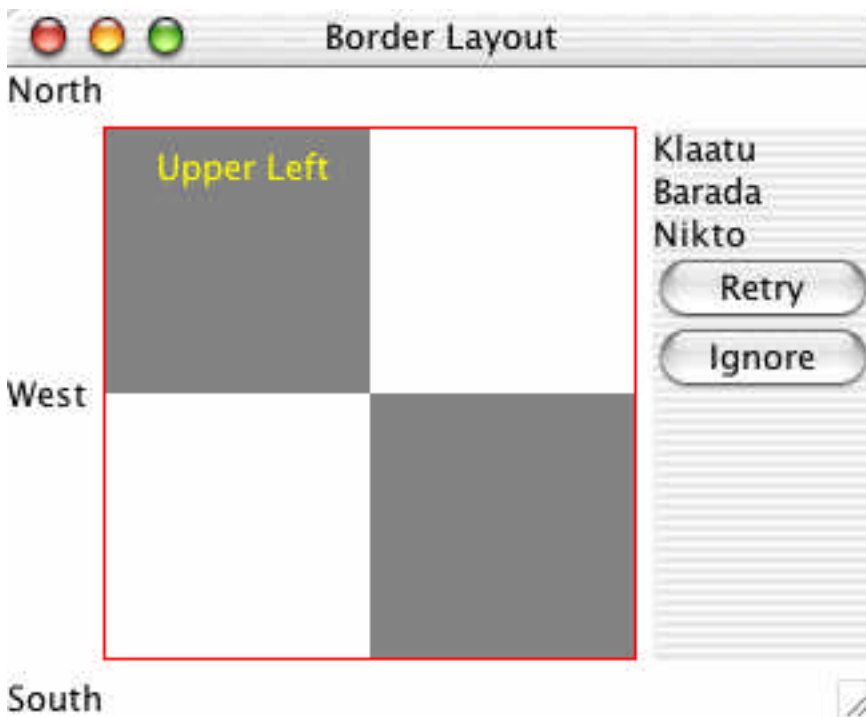 Border Layout
North
Upper Left
Klaatu
Barada
Nikto
Retry
Ignore
West
South